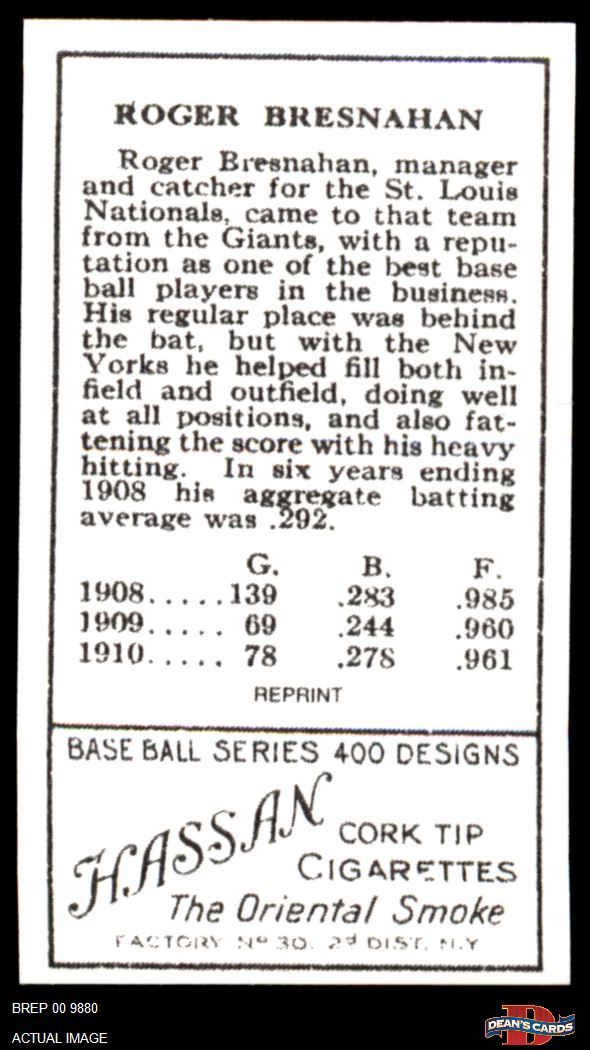 ROGER BRESNAHAN
Roger Bresnahan, manager
and catcher for the St. Louis
Nationals, came to that team
from the Giants, with a repu-
tation as one of the best base
ball players in the business.
His regular place was behind
the bat, but with the New
Yorks he helped fill both in-
field and outfield, doing well
at all positions, and also fat-
tening the score with his heavy
hitting. In six years ending
1908 his aggregate batting
average was .292.
G. B. F.
1908.....139 .283 .985
1909..... 69 .244 .960
1910..... 78 .278 .961
REPRINT
BASE BALL SERIES 400 DESIGNS
HASSAN
CORK TIP
CIGARETTES
The Oriental Smoke
FACTORY Nº 30. 2d DIST. N.Y
BREP 00 9880
ACTUAL IMAGE
D
DEAN'S CARDS